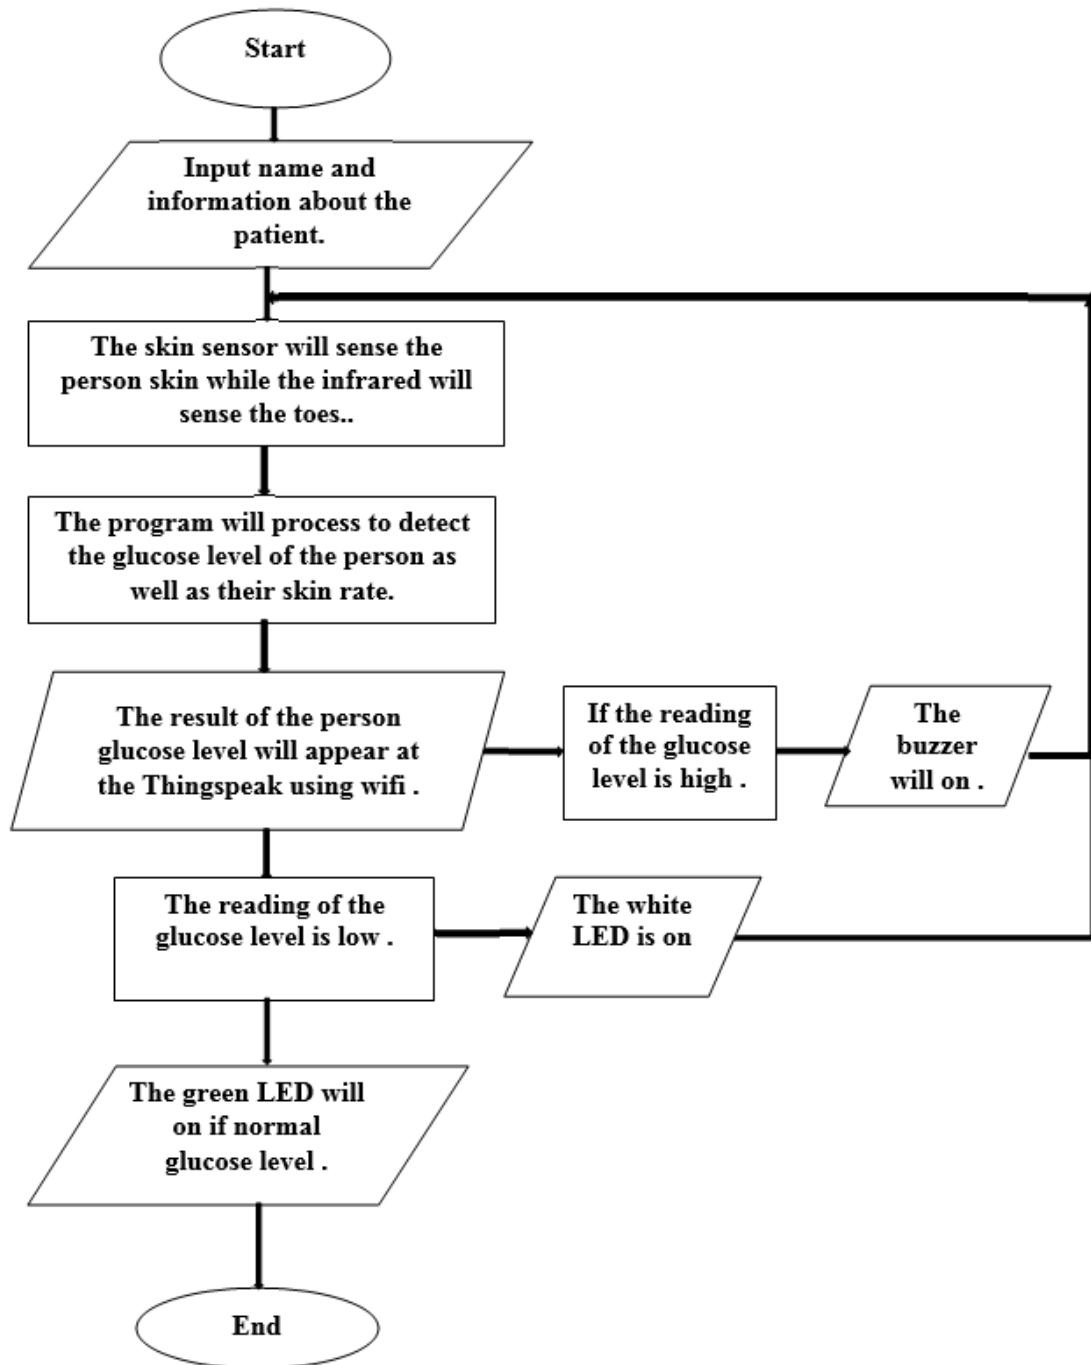 Start
Input name and
information about the
patient.
The skin sensor will sense the
person skin while the infrared will
sense the toes..
The program will process to detect
the glucose level of the person as
well as their skin rate.
The result of the person
glucose level will appear at
the Thingspeak using wifi .
If the reading
of the glucose
level is high .
The
buzzer
will on .
The reading of the
glucose level is low .
The white
LED is on
The green LED will
on if normal
glucose level .
End